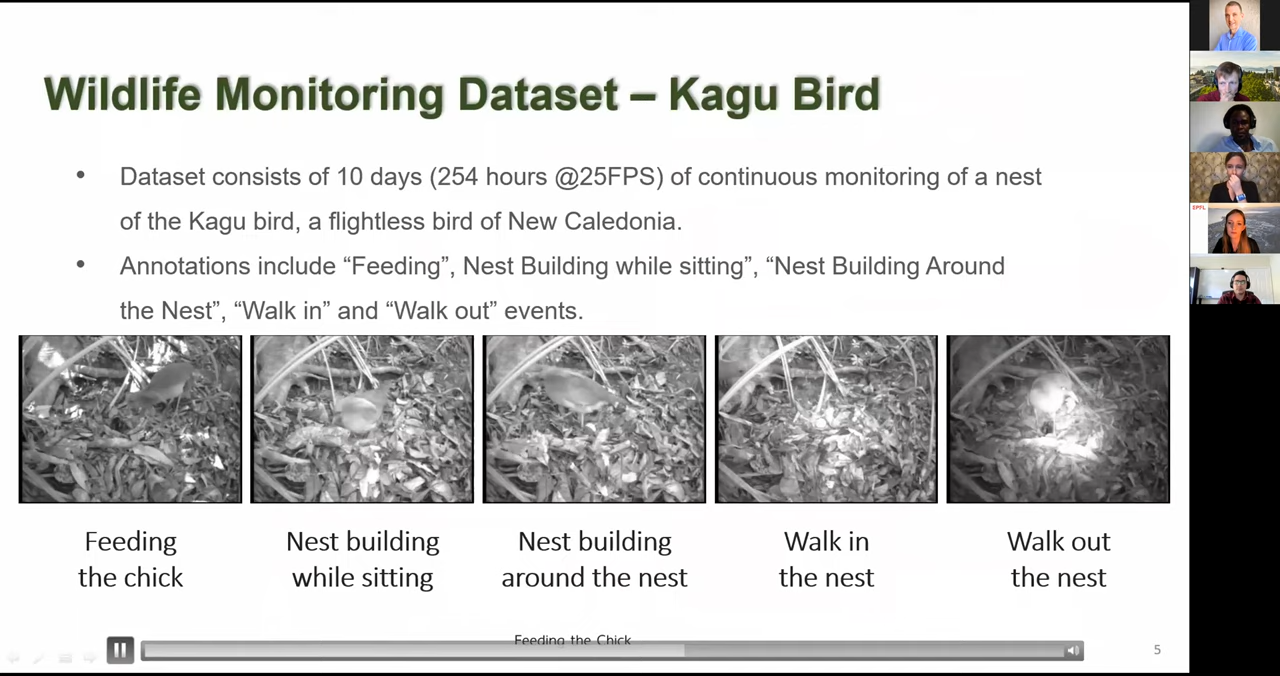 Wildlife Monitoring Dataset – Kagu Bird
• Dataset consists of 10 days (254 hours @25FPS) of continuous monitoring of a nest
of the Kagu bird, a flightless bird of New Caledonia.
• Annotations include “Feeding”, Nest Building while sitting”, “Nest Building Around
the Nest”, “Walk in” and “Walk out” events.
Feeding
the chick
Nest building
while sitting
Nest building
around the nest
Walk in
the nest
Walk out
the nest
Feeding the Chick
5
EPFL